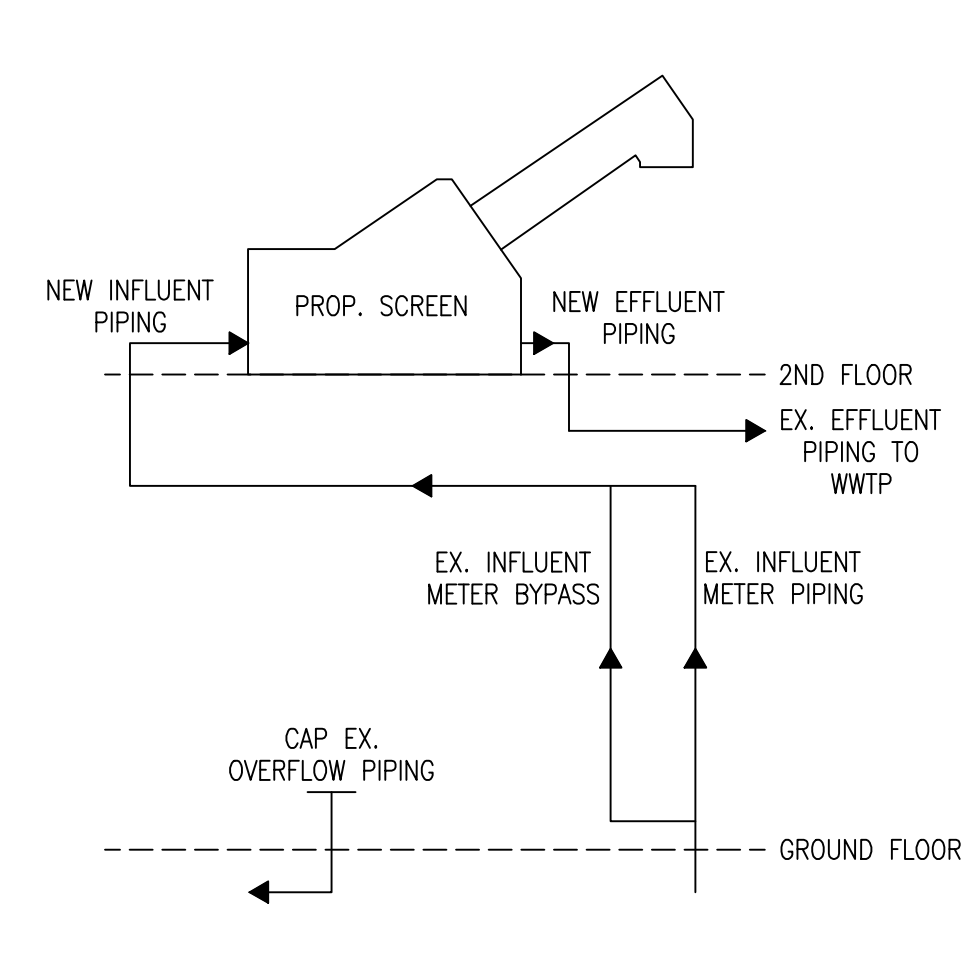 NEW INFLUENT
PIPING
PROP. SCREEN
NEW EFFLUENT
PIPING
2ND FLOOR
EX. EFFLUENT
PIPING TO
WWTP
EX. INFLUENT
METER BYPASS
EX. INFLUENT
METER PIPING
CAP EX.
OVERFLOW PIPING
GROUND FLOOR